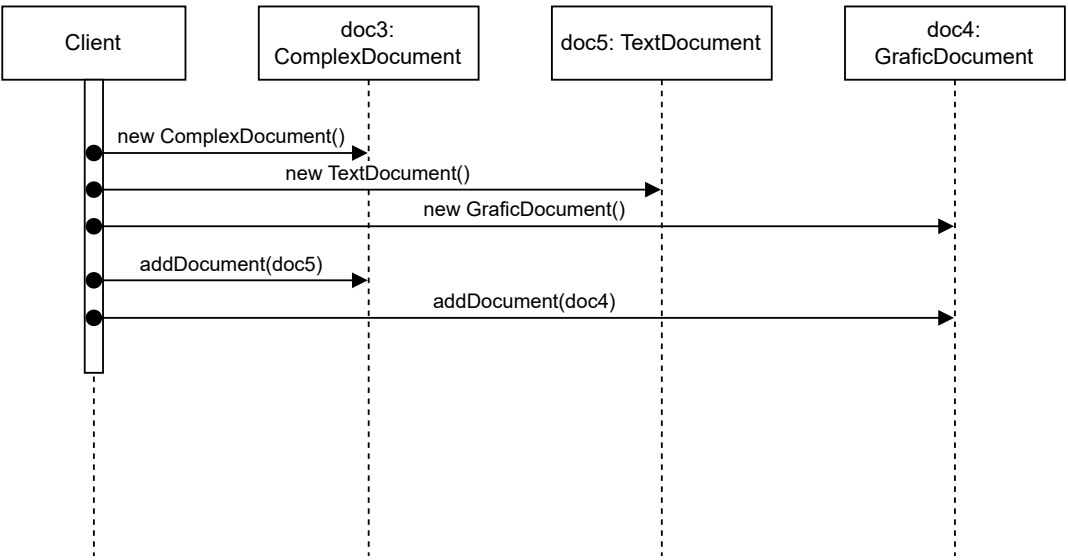 Client
doc3:
ComplexDocument
doc5: TextDocument
doc4:
GraficDocument
new ComplexDocument()
new TextDocument()
new GraficDocument()
addDocument(doc5)
addDocument(doc4)